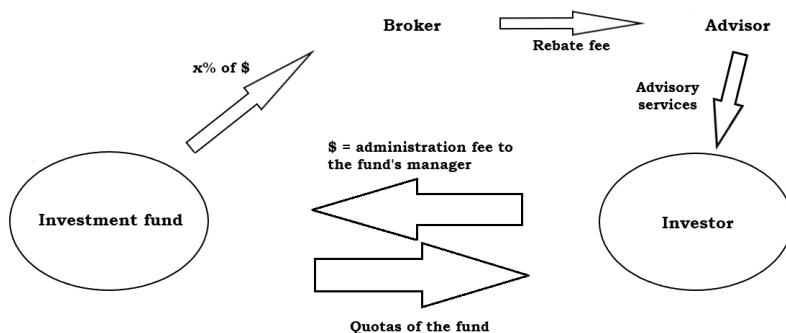 Broker
Advisor
Rebate fee
x% of $
Advisory
services
$ = administration fee to
the fund's manager
Investment fund
Investor
Quotas of the fund